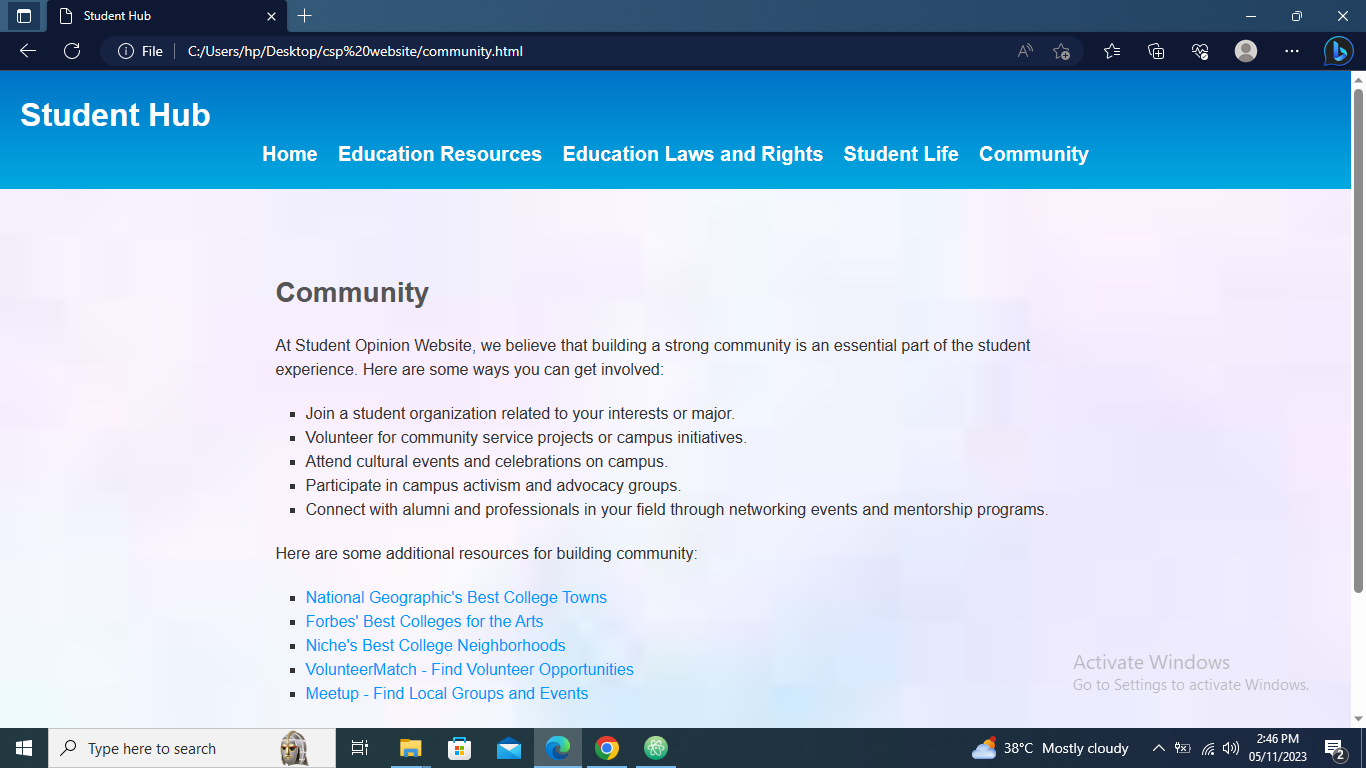 Student Hub
File
C:/Users/hp/Desktop/csp%20website/community.html
Student Hub
Home Education Resources Education Laws and Rights Student Life Community
Community
At Student Opinion Website, we believe that building a strong community is an essential part of the student
experience. Here are some ways you can get involved:
Join a student organization related to your interests or major.
Volunteer for community service projects or campus initiatives.
Attend cultural events and celebrations on campus.
Participate in campus activism and advocacy groups.
Connect with alumni and professionals in your field through networking events and mentorship programs.
Here are some additional resources for building community:
National Geographic's Best College Towns
Forbes' Best Colleges for the Arts
Niche's Best College Neighborhoods
VolunteerMatch - Find Volunteer Opportunities
Meetup - Find Local Groups and Events
Activate Windows
Go to Settings to activate Windows.
Type here to search
38°C Mostly cloudy
2:46 PM
05/11/2023
2